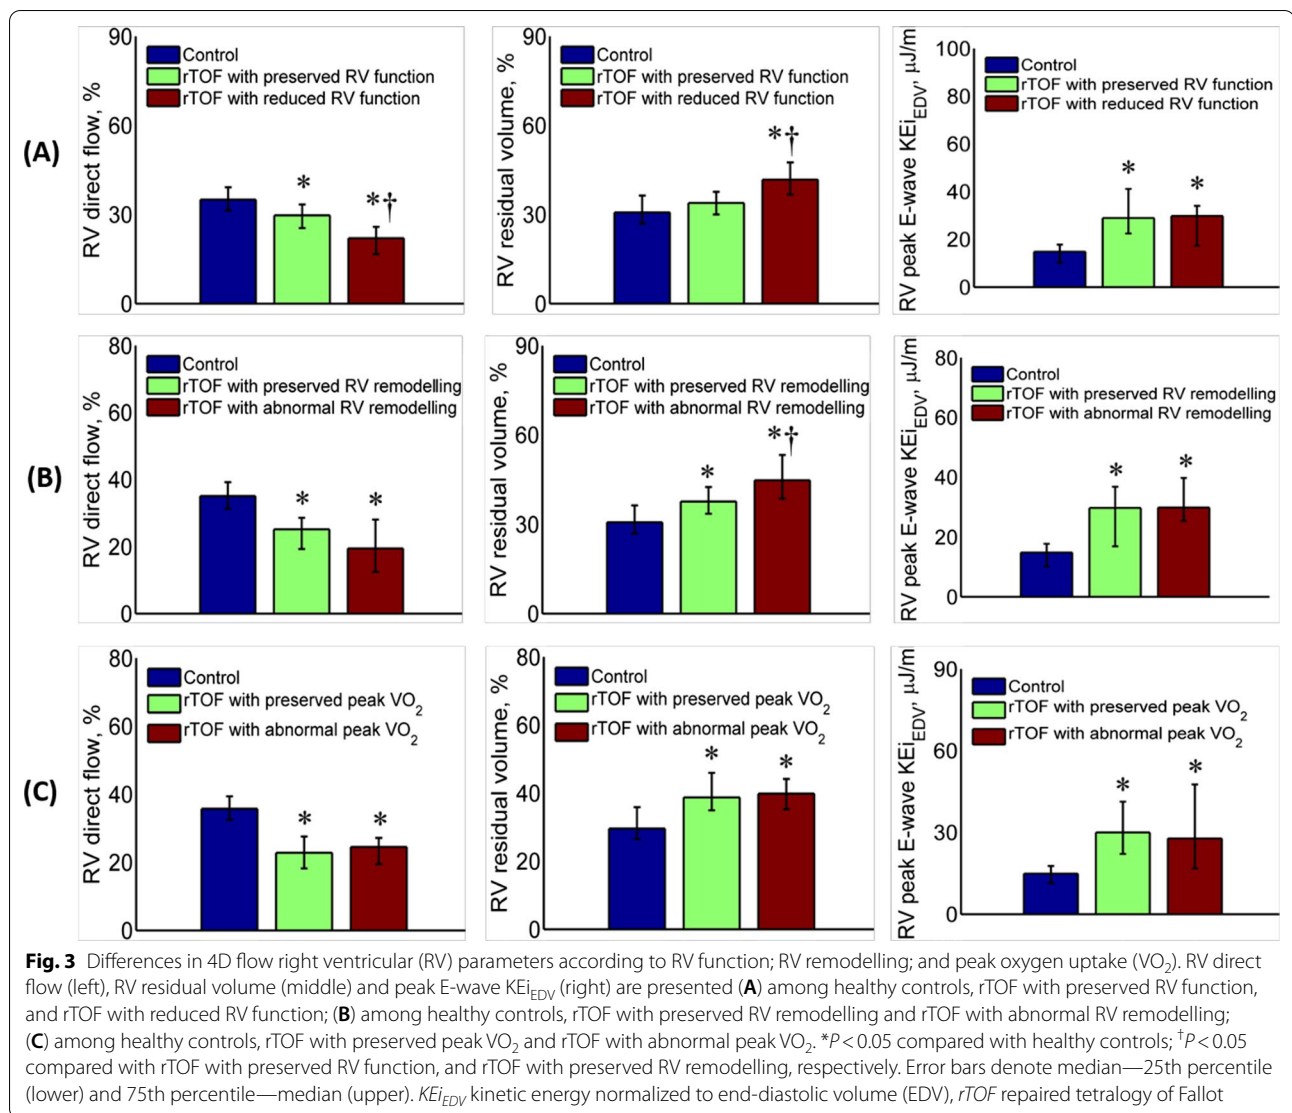 (A)
RV direct flow, %
90
60
30
0
Control
rTOF with preserved RV function
rTOF with reduced RV function
*
*†
RV residual volume, %
90
60
30
0
Control
rTOF with preserved RV function
rTOF with reduced RV function
*†
RV peak E-wave KEi_EDV, µJ/m
100
80
60
40
20
0
Control
rTOF with preserved RV function
rTOF with reduced RV function
*
*
(B)
RV direct flow, %
80
60
40
20
0
Control
rTOF with preserved RV remodelling
rTOF with abnormal RV remodelling
*
*
RV residual volume, %
90
60
30
0
Control
rTOF with preserved RV remodelling
rTOF with abnormal RV remodelling
*
*†
RV peak E-wave KEi_EDV, µJ/m
80
60
40
20
0
Control
rTOF with preserved RV remodelling
rTOF with abnormal RV remodelling
*
*
(C)
RV direct flow, %
80
60
40
20
0
Control
rTOF with preserved peak VO₂
rTOF with abnormal peak VO₂
*
*
RV residual volume, %
80
60
40
20
0
Control
rTOF with preserved peak VO₂
rTOF with abnormal peak VO₂
*
*
RV peak E-wave KEi_EDV, µJ/m
90
60
30
0
Control
rTOF with preserved peak VO₂
rTOF with abnormal peak VO₂
*
*
Fig. 3 Differences in 4D flow right ventricular (RV) parameters according to RV function; RV remodelling; and peak oxygen uptake (VO₂). RV direct
flow (left), RV residual volume (middle) and peak E-wave KEi_EDV (right) are presented (A) among healthy controls, rTOF with preserved RV function,
and rTOF with reduced RV function; (B) among healthy controls, rTOF with preserved RV remodelling and rTOF with abnormal RV remodelling;
(C) among healthy controls, rTOF with preserved peak VO₂ and rTOF with abnormal peak VO₂. *P < 0.05 compared with healthy controls; †P < 0.05
compared with rTOF with preserved RV function, and rTOF with preserved RV remodelling, respectively. Error bars denote median—25th percentile
(lower) and 75th percentile—median (upper). KEi_EDV kinetic energy normalized to end-diastolic volume (EDV), rTOF repaired tetralogy of Fallot